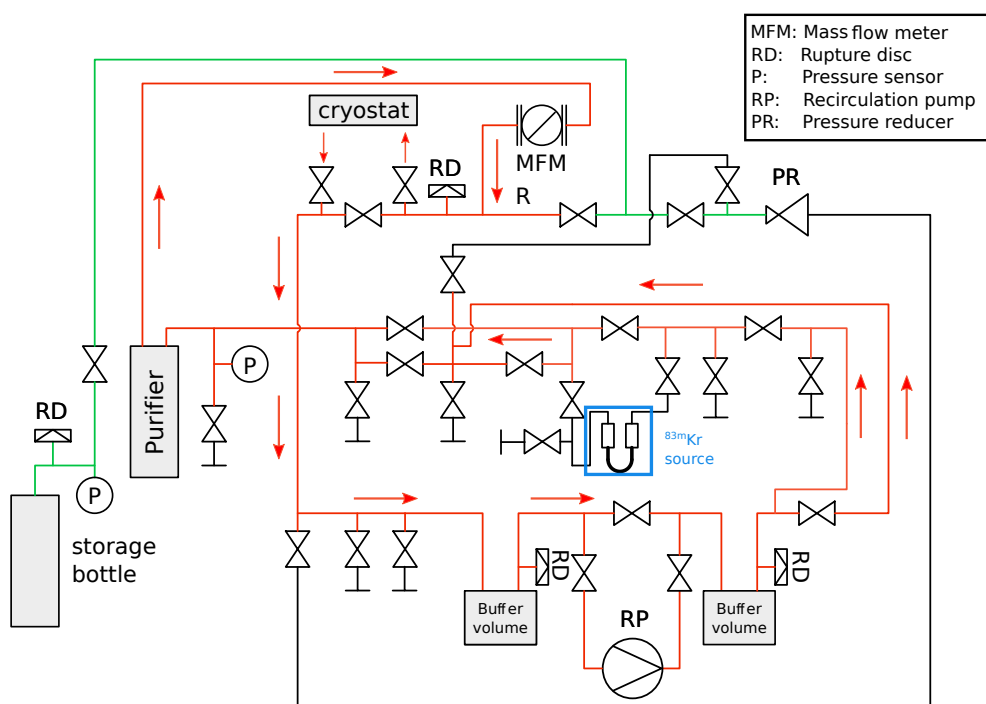 MFM: Mass flow meter
RD: Rupture disc
P: Pressure sensor
RP: Recirculation pump
PR: Pressure reducer
cryostat
MFM
RD
R
PR
P
Purifier
RD
P
83mKr
source
storage
bottle
RD
RD
Buffer
volume
RP
Buffer
volume